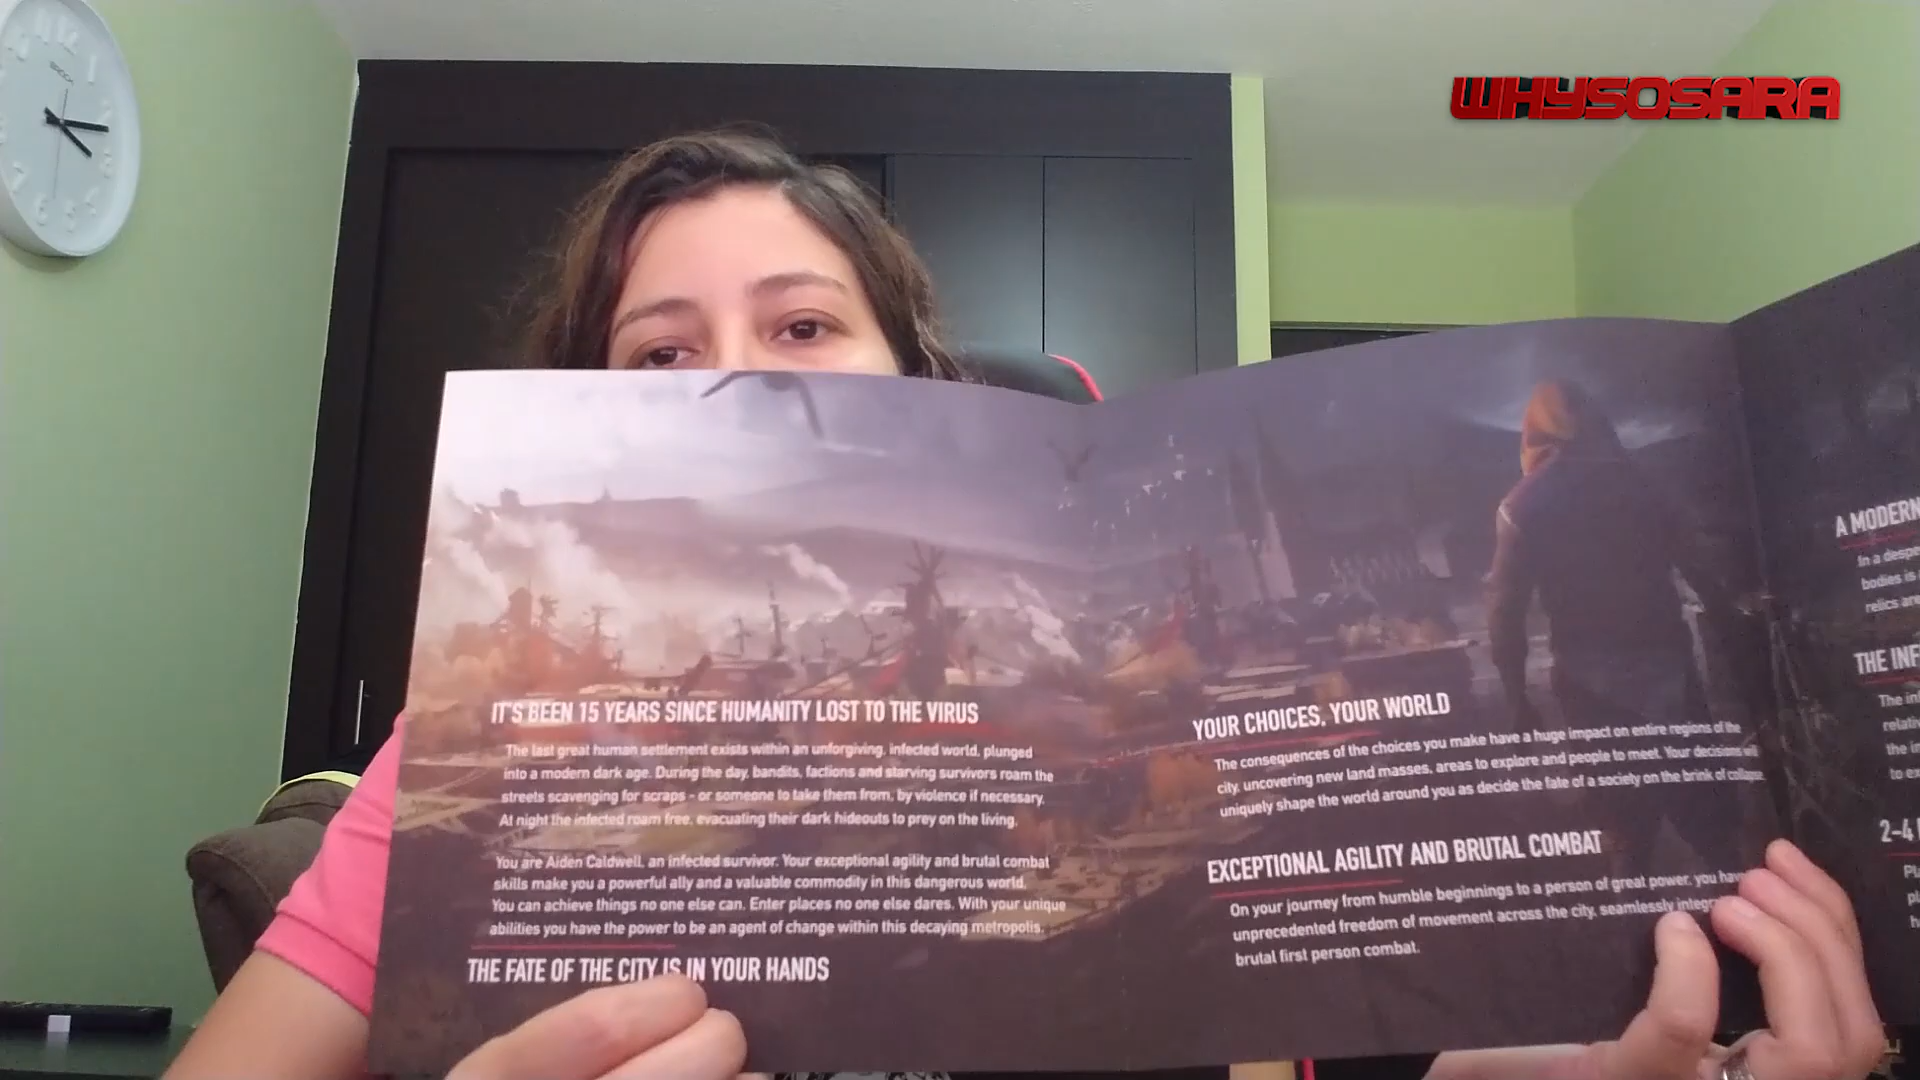 WHYSOSARA
IT'S BEEN 15 YEARS SINCE HUMANITY LOST TO THE VIRUS
The last great human settlement exists within an unforgiving, infected world, plunged
into a modern dark age. During the day, bandits, factions and starving survivors roam the
streets scavenging for scraps - or someone to take them from, by violence if necessary.
At night the infected roam free, evacuating their dark hideouts to prey on the living.
You are Aiden Caldwell, an infected survivor. Your exceptional agility and brutal combat
skills make you a powerful ally and a valuable commodity in this dangerous world.
You can achieve things no one else can. Enter places no one else dares. With your unique
abilities you have the power to be an agent of change within this decaying metropolis.
THE FATE OF THE CITY IS IN YOUR HANDS
YOUR CHOICES, YOUR WORLD
The consequences of the choices you make have a huge impact on entire regions of the
city, uncovering new land masses, areas to explore and people to meet. Your decisions will
uniquely shape the world around you as decide the fate of a society on the brink of collapse.
EXCEPTIONAL AGILITY AND BRUTAL COMBAT
On your journey from humble beginnings to a person of great power, you have
unprecedented freedom of movement across the city, seamlessly
brutal first person combat.
A MODERN
In a
bodies is
relics are
THE
The
the
to
2-4